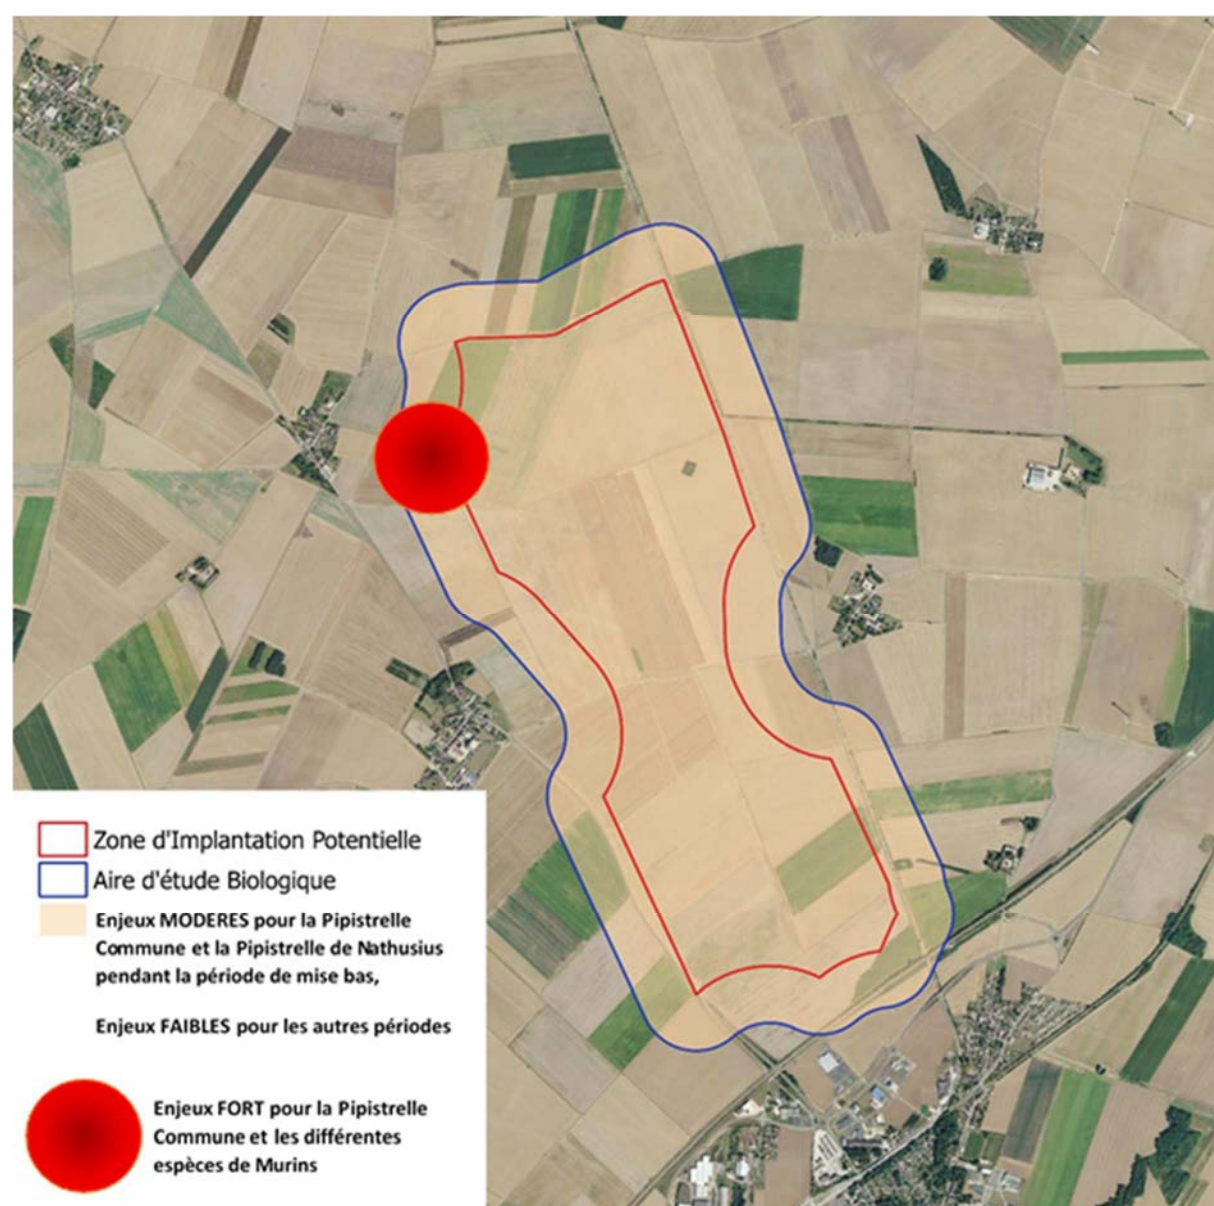 Zone d'Implantation Potentielle
Aire d'étude Biologique
Enjeux MODERES pour la Pipistrelle
Commune et la Pipistrelle de Nathusius
pendant la période de mise bas,
Enjeux FAIBLES pour les autres périodes
Enjeux FORT pour la Pipistrelle
Commune et les différentes
espèces de Murins